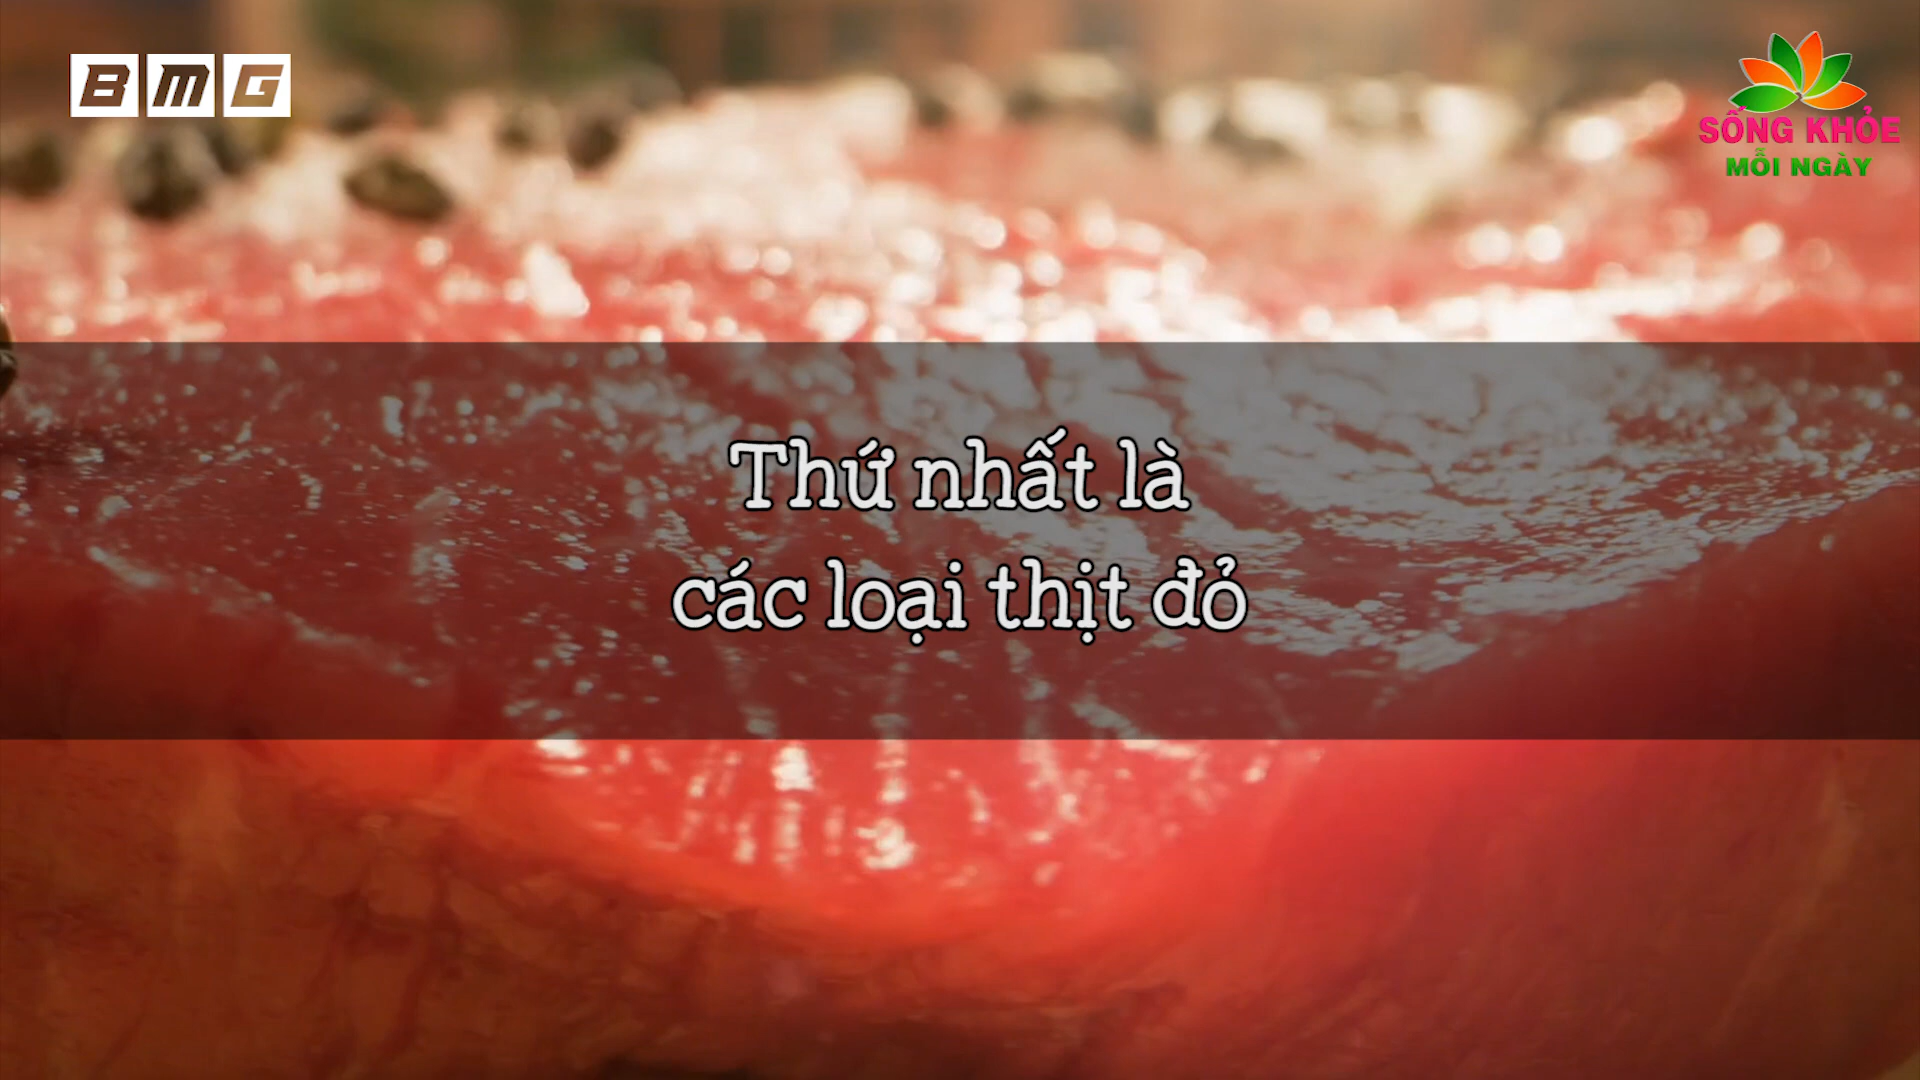 BMG
SỐNG KHỎE
MỖI NGÀY
Thứ nhất là
các loại thịt đỏ